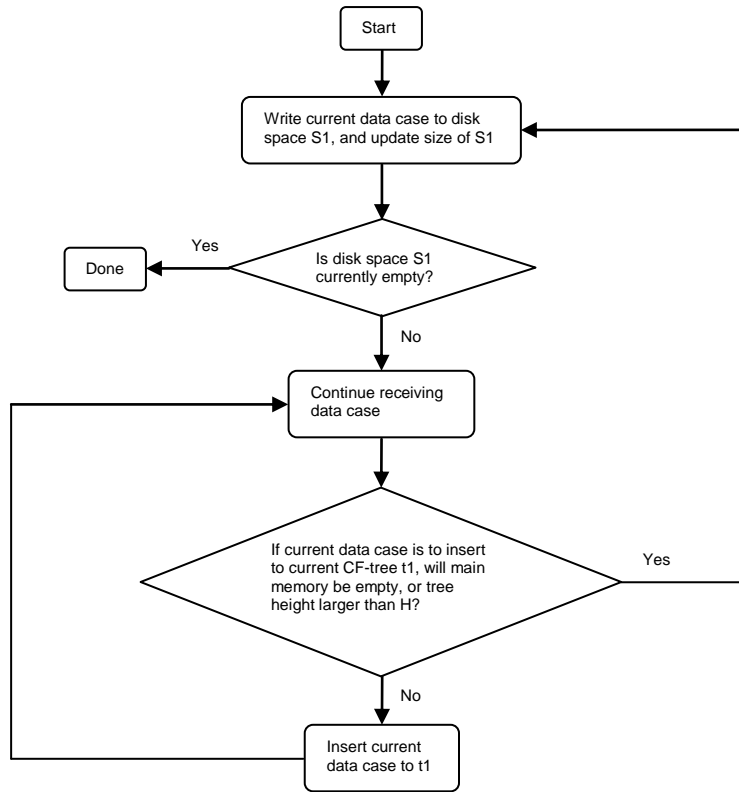 Start
Write current data case to disk
space S1, and update size of S1
Yes
Is disk space S1
currently empty?
Done
No
Continue receiving
data case
If current data case is to insert
to current CF-tree t1, will main
memory be empty, or tree
height larger than H?
Yes
No
Insert current
data case to t1